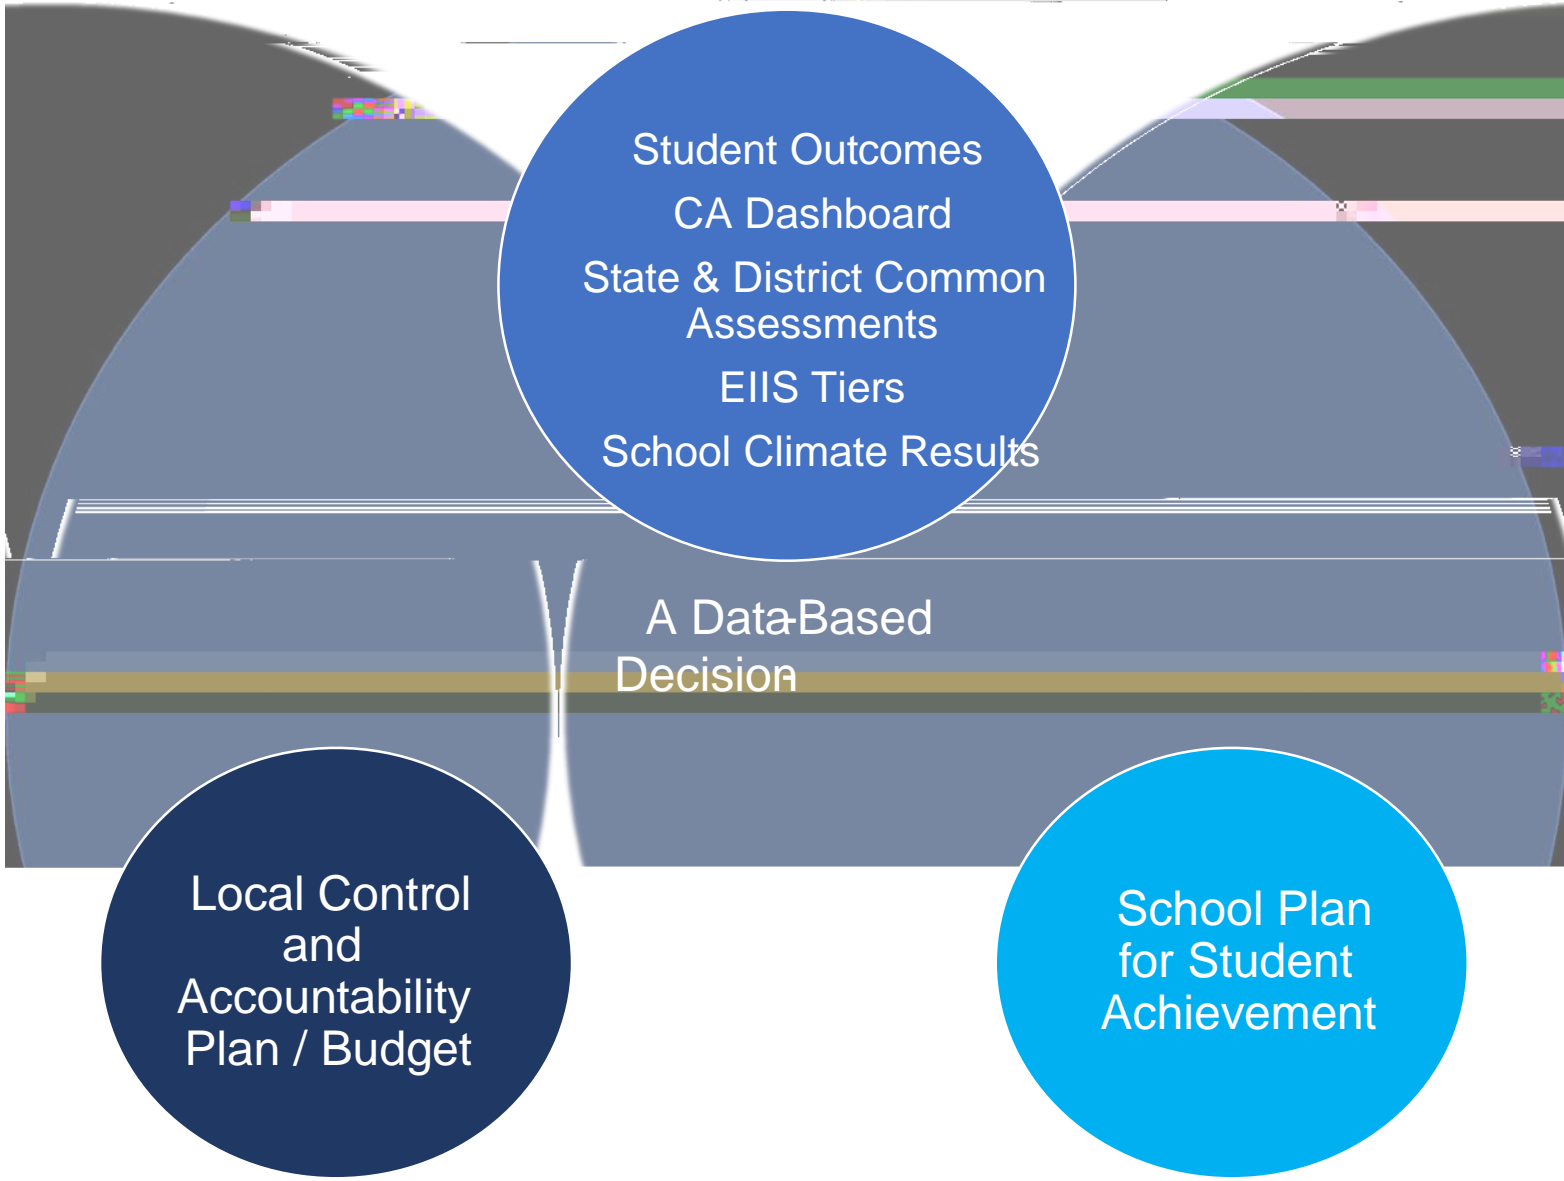 Student Outcomes
CA Dashboard
State & District Common
Assessments
EIIS Tiers
School Climate Results
A Data-Based
Decision-
Local Control
and
Accountability
Plan / Budget
School Plan
for Student
Achievement